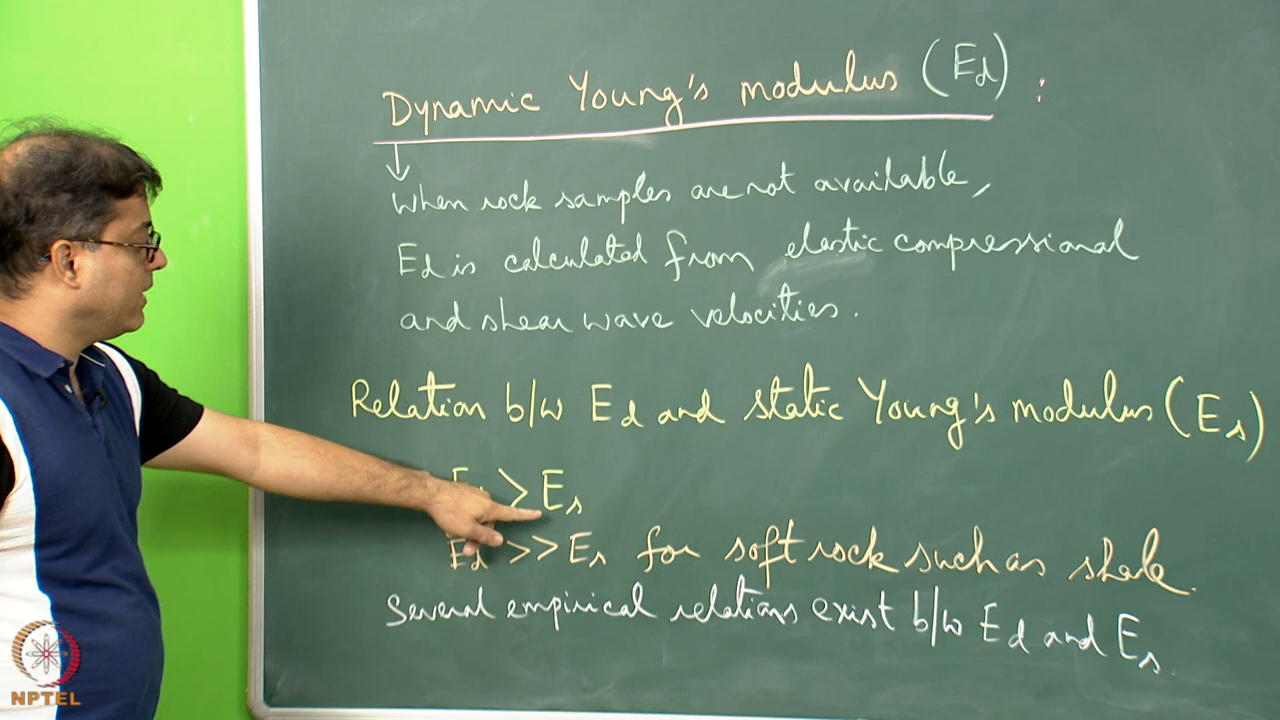 Dynamic Young's modulus (Ed) :
↓
When rock samples are not available,
Ed is calculated from elastic compressional
and shear wave velocities.
Relation b/w Ed and static Young's modulus (Es)
Ed > Es
Ed >> Es for soft rock such as shale.
Several empirical relations exist b/w Ed and Es.
NPTEL